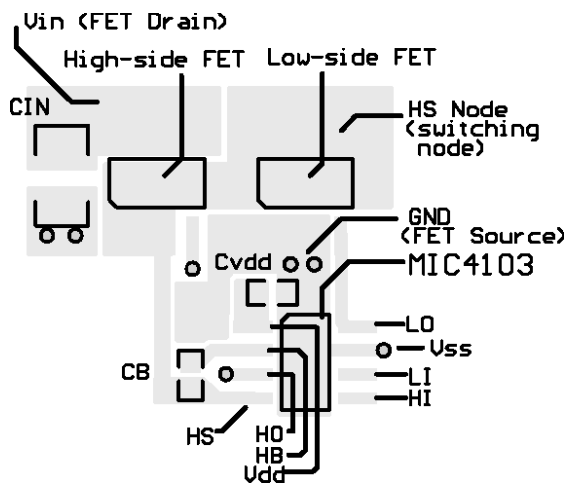 Vin (FET Drain)
High-side FET
Low-side FET
CIN
HS Node
(switching
node)
GND
(FET Source)
Cvdd
MIC4103
LO
Vss
CB
LI
HI
HS
HO
HB
Vdd